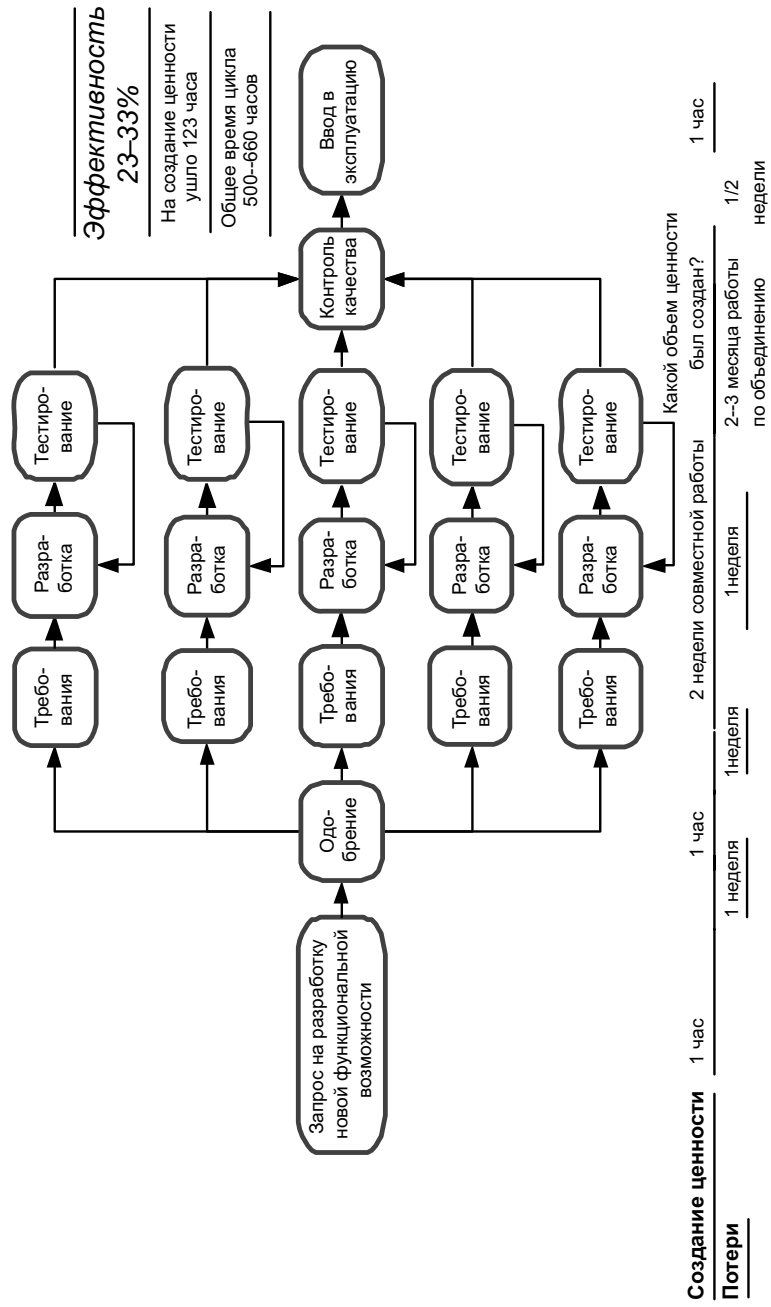 Эффективность
23–33%
На создание ценности
ушло 123 часа
Общее время цикла
500--660 часов
Требо-
вания
Разра-
ботка
Тестиро-
вание
Требо-
вания
Разра-
ботка
Тестиро-
вание
Запрос на разработку
новой функциональной
возможности
Одо-
брение
Требо-
вания
Разра-
ботка
Тестиро-
вание
Контроль
качества
Ввод в
эксплуатацию
Требо-
вания
Разра-
ботка
Тестиро-
вание
Требо-
вания
Разра-
ботка
Тестиро-
вание
Какой объем ценности
Создание ценности 1 час 1 час 2 недели совместной работы был создан? 1 час
Потери 1 неделя 1неделя 1неделя 2--3 месяца работы 1/2
по объединению недели